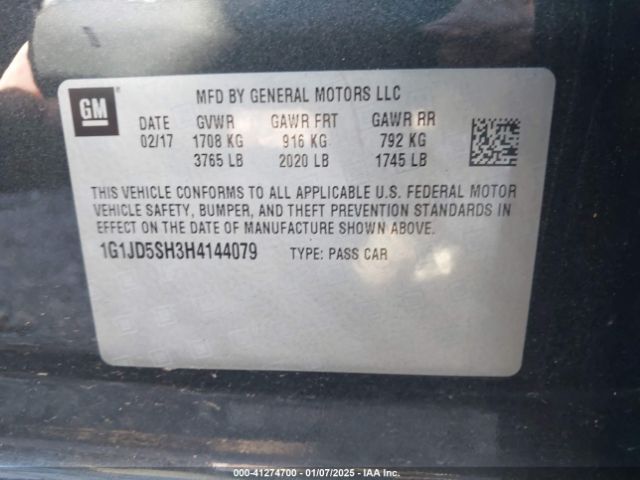 GM
MFD BY GENERAL MOTORS LLC
DATE GVWR GAWR FRT GAWR RR
02/17 1708 KG 916 KG 792 KG
3765 LB 2020 LB 1745 LB
THIS VEHICLE CONFORMS TO ALL APPLICABLE U.S. FEDERAL MOTOR
VEHICLE SAFETY, BUMPER, AND THEFT PREVENTION STANDARDS IN
EFFECT ON THE DATE OF MANUFACTURE SHOWN ABOVE.
1G1JD5SH3H4144079 TYPE: PASS CAR
000-41274700 - 01/07/2025 - IAA Inc.